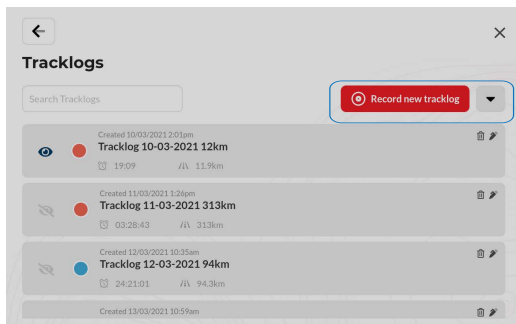 Tracklogs
Search Tracklogs
Record new tracklog
Created 10/03/2021 2:01pm
Tracklog 10-03-2021 12km
19:09 11.9km
Created 11/03/2021 1:26pm
Tracklog 11-03-2021 313km
03:28:43 313km
Created 12/03/2021 10:35am
Tracklog 12-03-2021 94km
24:21:01 94.3km
Created 13/03/2021 10:59am